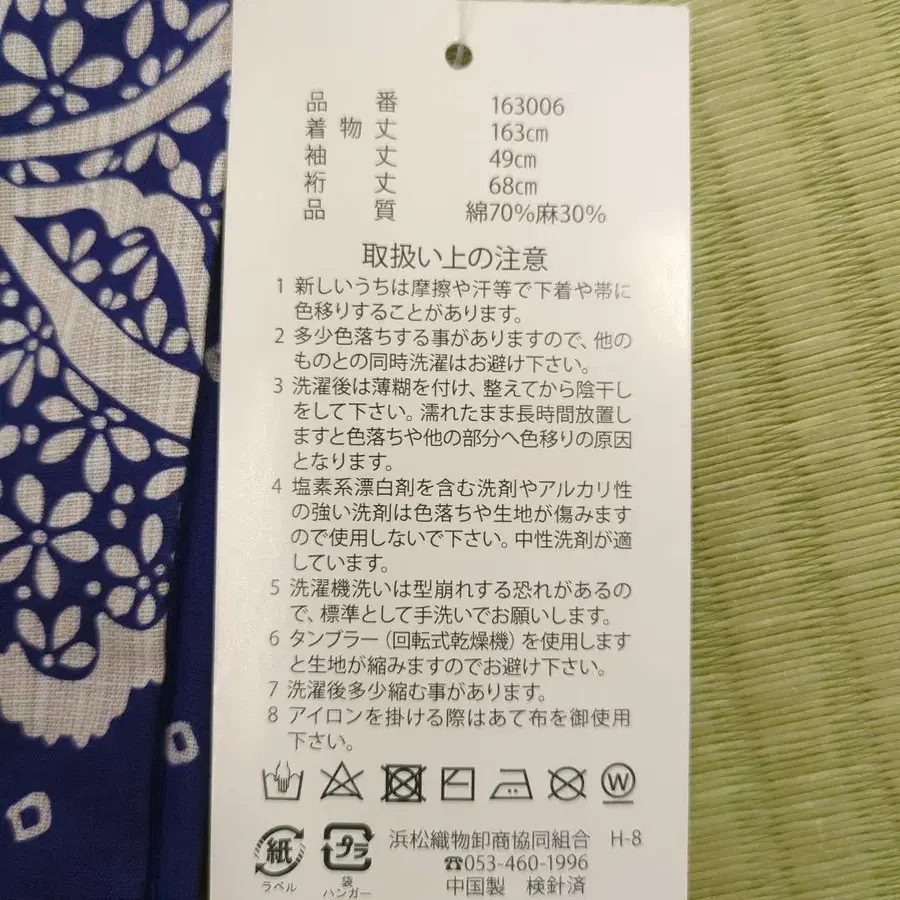 品番 163006
着物丈 163㎝
袖丈 49㎝
裄丈 68㎝
品質 綿70%麻30%
取扱い上の注意
1 新しいうちは摩擦や汗等で下着や帯に
色移りすることがあります。
2 多少色落ちする事がありますので、他の
ものとの同時洗濯はお避け下さい。
3 洗濯後は薄糊を付け、整えてから陰干し
をして下さい。濡れたまま長時間放置し
ますと色落ちや他の部分へ色移りの原因
となります。
4 塩素系漂白剤を含む洗剤やアルカリ性
の強い洗剤は色落ちや生地が傷みます
ので使用しないで下さい。中性洗剤が適
しています。
5 洗濯機洗いは型崩れする恐れがあるの
で、標準として手洗いでお願いします。
6 タンブラー（回転式乾燥機）を使用します
と生地が縮みますのでお避け下さい。
7 洗濯後多少縮む事があります。
8 アイロンを掛ける際はあて布を御使用
下さい。
W
紙
ラベル
プラ
袋
ハンガー
浜松織物卸商協同組合 H-8
☎053-460-1996
中国製 検針済